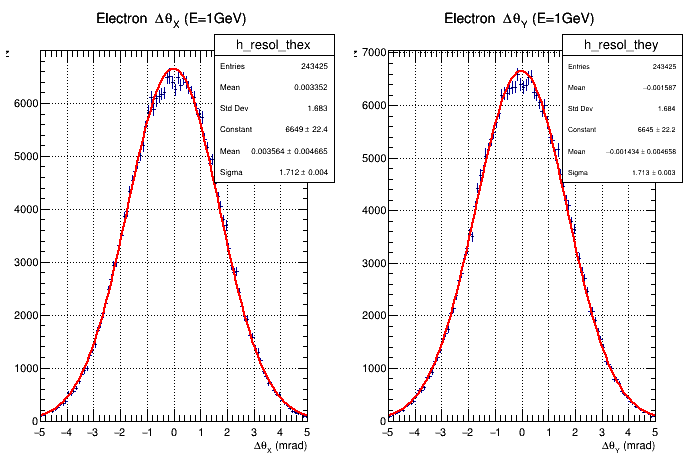 Electron Δθ_X (E=1GeV)
h_resol_thex
Entries 243425
Mean 0.003352
Std Dev 1.683
Constant 6649 ± 22.4
Mean 0.003564 ± 0.004665
Sigma 1.712 ± 0.004
6000
5000
4000
3000
2000
1000
0
−5 −4 −3 −2 −1 0 1 2 3 4 5
Δθ_X (mrad)
Electron Δθ_Y (E=1GeV)
h_resol_they
Entries 243425
Mean −0.001587
Std Dev 1.684
Constant 6645 ± 22.2
Mean −0.001434 ± 0.004658
Sigma 1.713 ± 0.003
7000
6000
5000
4000
3000
2000
1000
0
−5 −4 −3 −2 −1 0 1 2 3 4 5
Δθ_Y (mrad)